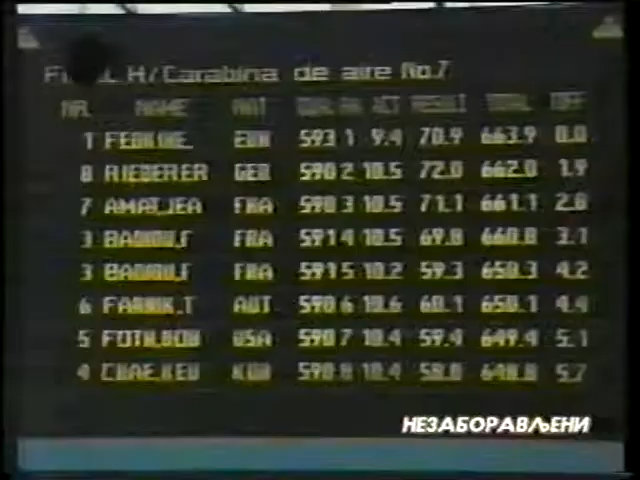 H/Carabina de aire No.7
NR. NAME NAT RESULT TOTAL DIFF
1 EUN 593 1 9.4 70.9 663.9 0.0
8 RIEDERER GER 590 2 10.5 72.0 662.0 1.9
7 AMAT,JEA FRA 590 3 10.5 71.1 661.1 2.8
3 BADIOU,F FRA 591 4 10.5 69.8 660.8 3.1
3 BADIOU,F FRA 591 5 10.2 59.3 650.3 4.2
6 FARNIK,T AUT 590 6 10.6 60.1 650.1 4.4
5 FOTH,BOB USA 590 7 10.4 59.4 649.4 5.1
4 CHAE,KEU KOR 590 8 10.4 58.8 648.8 5.7
НЕЗАБОРАВЉЕНИ